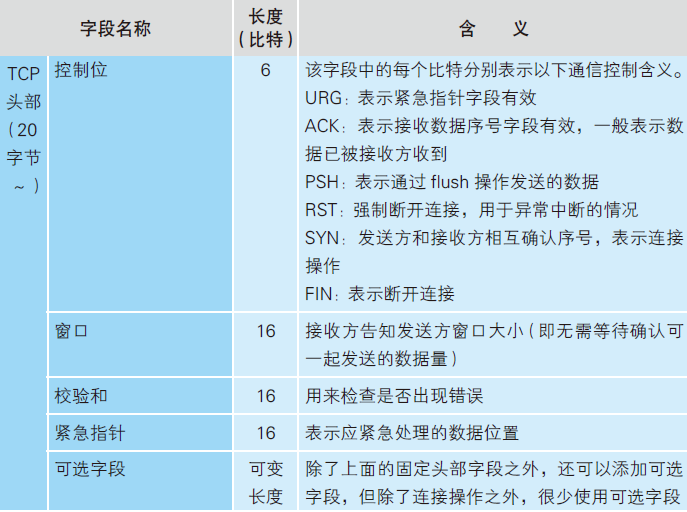 字段名称
长度
(比特)
含 义
TCP
头部
(20
字节
~ )
控制位
6
该字段中的每个比特分别表示以下通信控制含义。
URG：表示紧急指针字段有效
ACK：表示接收数据序号字段有效，一般表示数
据已被接收方收到
PSH：表示通过 flush 操作发送的数据
RST：强制断开连接，用于异常中断的情况
SYN：发送方和接收方相互确认序号，表示连接
操作
FIN：表示断开连接
窗口
16
接收方告知发送方窗口大小(即无需等待确认可
一起发送的数据量)
校验和
16
用来检查是否出现错误
紧急指针
16
表示应紧急处理的数据位置
可选字段
可变
长度
除了上面的固定头部字段之外，还可以添加可选
字段，但除了连接操作之外，很少使用可选字段